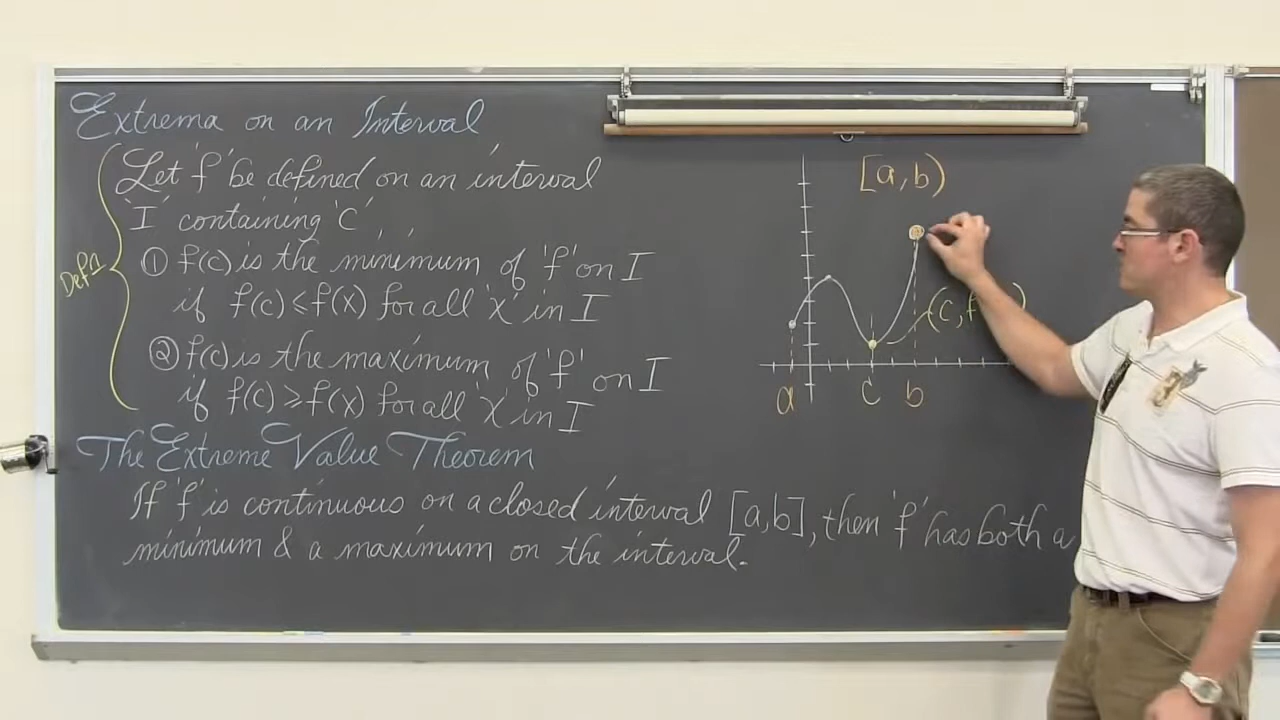 Extrema on an Interval
Defn
Let 'f' be defined on an interval
'I' containing 'c'
① f(c) is the minimum of 'f' on I
if f(c) ≤ f(x) for all 'x' in I
② f(c) is the maximum of 'f' on I
if f(c) ≥ f(x) for all 'x' in I
The Extreme Value Theorem
If 'f' is continuous on a closed interval [a,b], then 'f' has both a
minimum & a maximum on the interval.
[a,b)
(c, f )
a c b